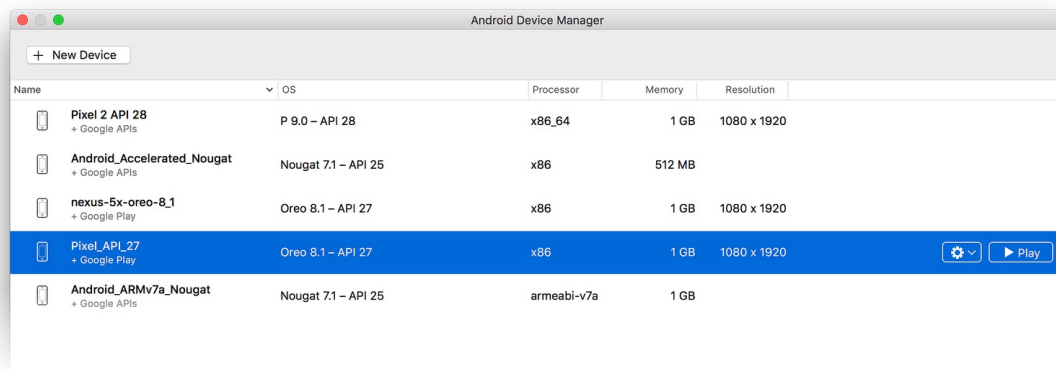 Android Device Manager
+ New Device
Name OS Processor Memory Resolution
Pixel 2 API 28
+ Google APIs
P 9.0 – API 28 x86_64 1 GB 1080 x 1920
Android_Accelerated_Nougat
+ Google APIs
Nougat 7.1 – API 25 x86 512 MB
nexus-5x-oreo-8_1
+ Google Play
Oreo 8.1 – API 27 x86 1 GB 1080 x 1920
Pixel_API_27
+ Google Play
Oreo 8.1 – API 27 x86 1 GB 1080 x 1920 Play
Android_ARMv7a_Nougat
+ Google APIs
Nougat 7.1 – API 25 armeabi-v7a 1 GB